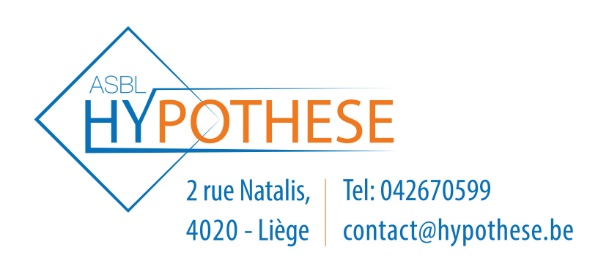 ASBL
HYPOTHESE
2 rue Natalis,
4020 - Liège
Tel: 042670599
contact@hypothese.be